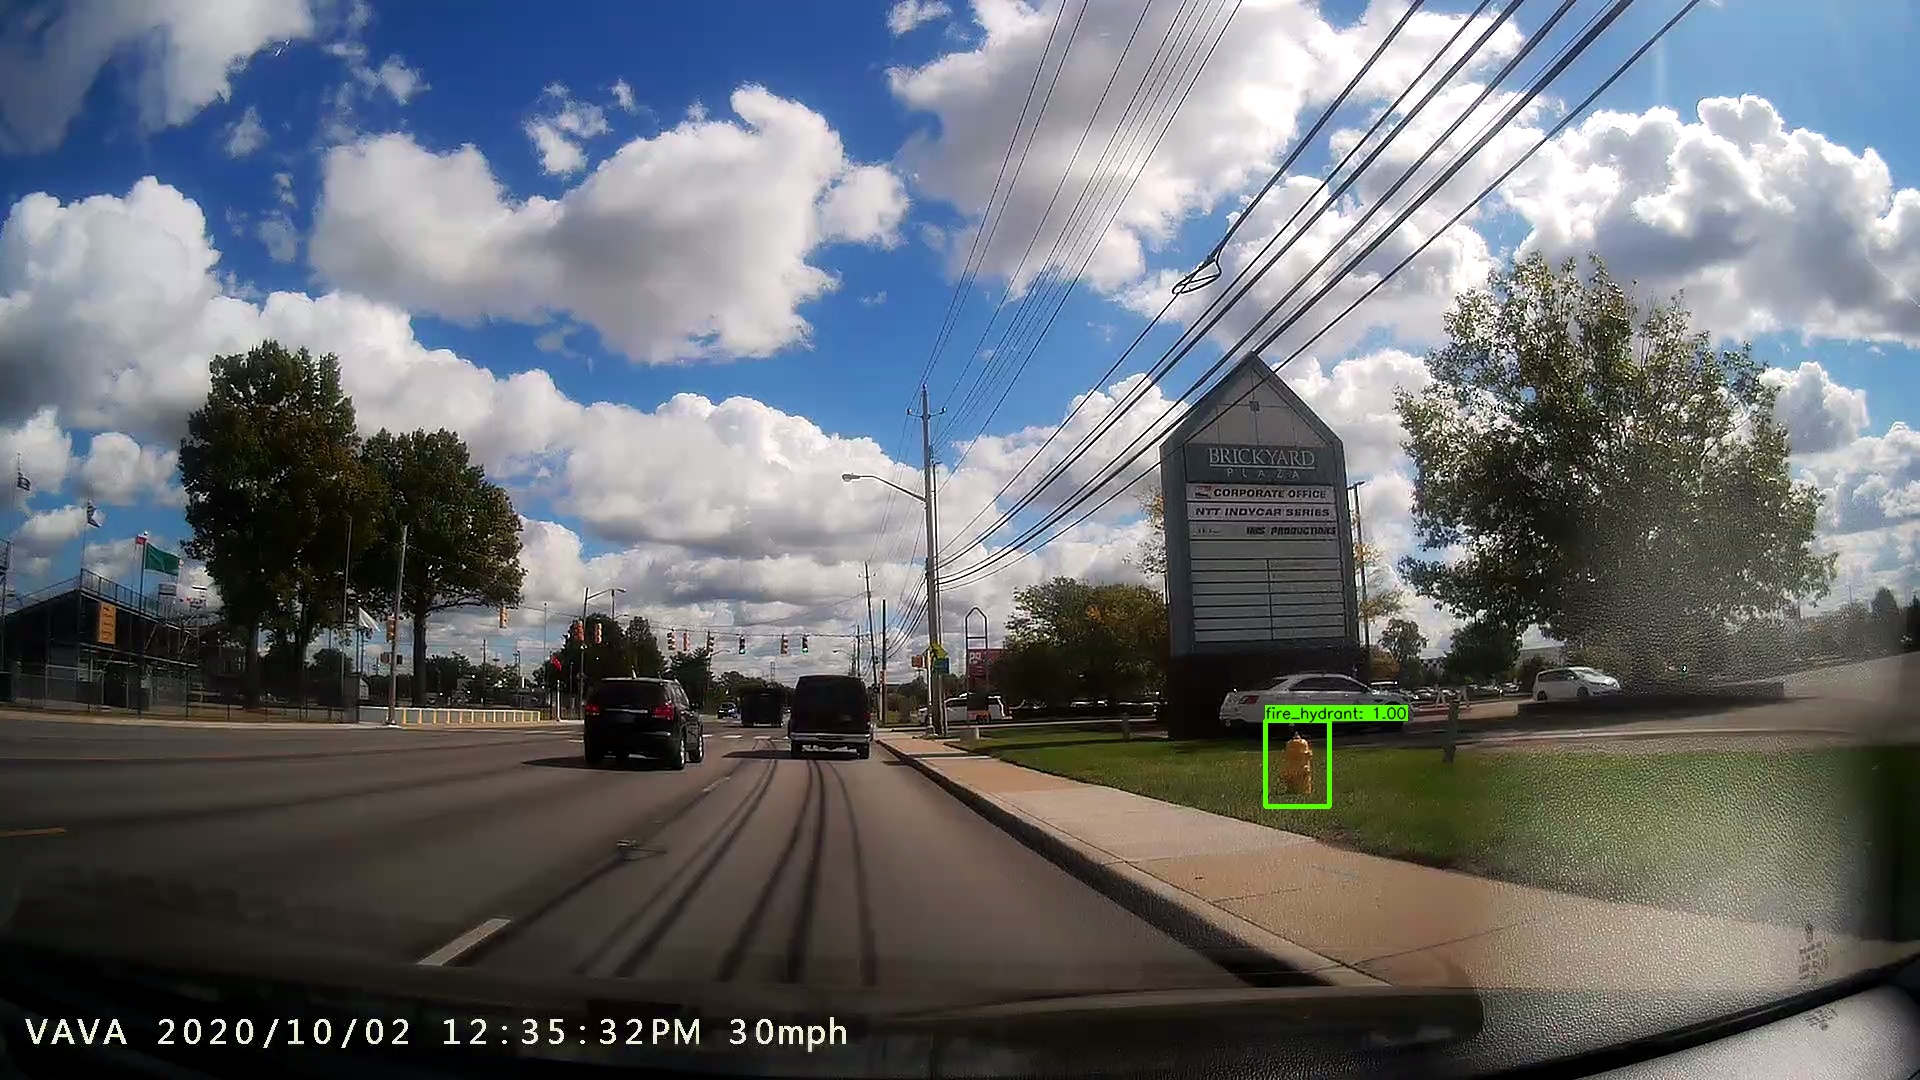 BRICKYARD
PLAZA
CORPORATE OFFICE
NTT INDYCAR SERIES
IMS PRODUCTIONS
fire_hydrant: 1.00
VAVA 2020/10/02 12:35:32PM 30mph